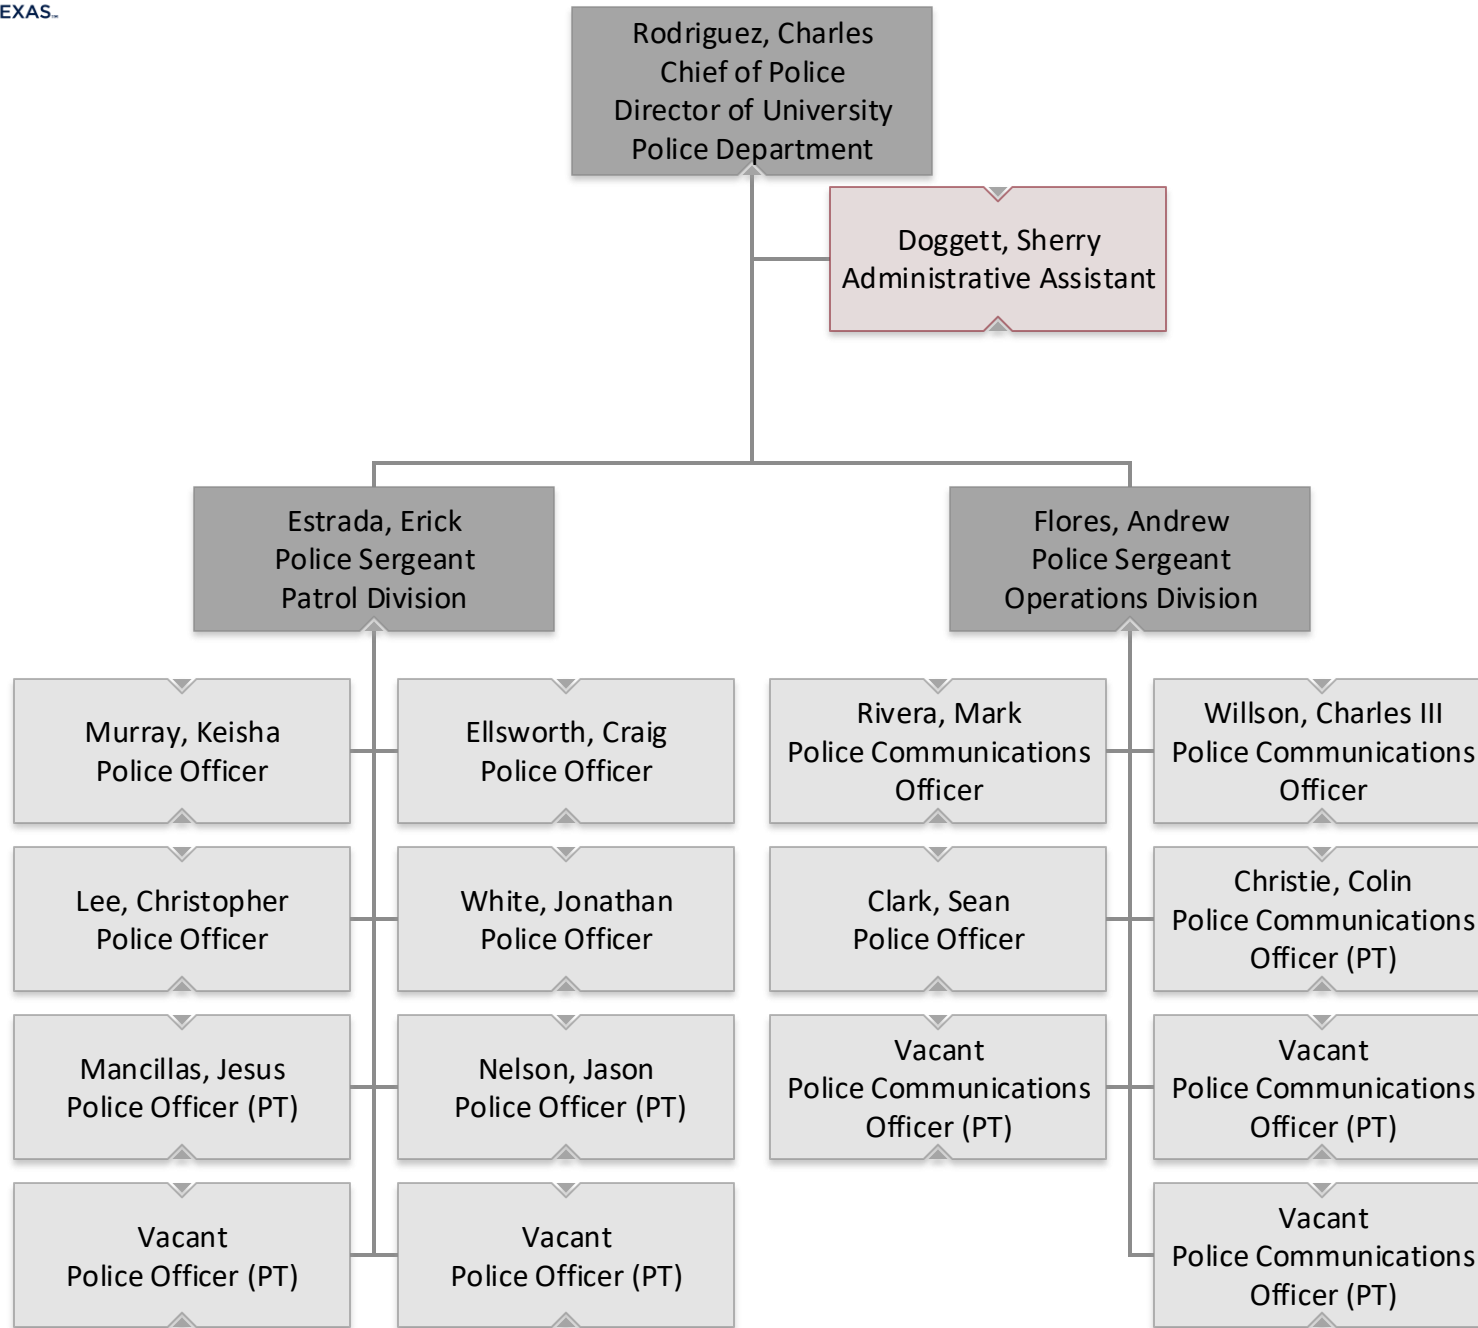 EXAS
Rodriguez, Charles
Chief of Police
Director of University
Police Department
Doggett, Sherry
Administrative Assistant
Estrada, Erick
Police Sergeant
Patrol Division
Flores, Andrew
Police Sergeant
Operations Division
Murray, Keisha
Police Officer
Ellsworth, Craig
Police Officer
Rivera, Mark
Police Communications
Officer
Willson, Charles III
Police Communications
Officer
Lee, Christopher
Police Officer
White, Jonathan
Police Officer
Clark, Sean
Police Officer
Christie, Colin
Police Communications
Officer (PT)
Mancillas, Jesus
Police Officer (PT)
Nelson, Jason
Police Officer (PT)
Vacant
Police Communications
Officer (PT)
Vacant
Police Communications
Officer (PT)
Vacant
Police Officer (PT)
Vacant
Police Officer (PT)
Vacant
Police Communications
Officer (PT)